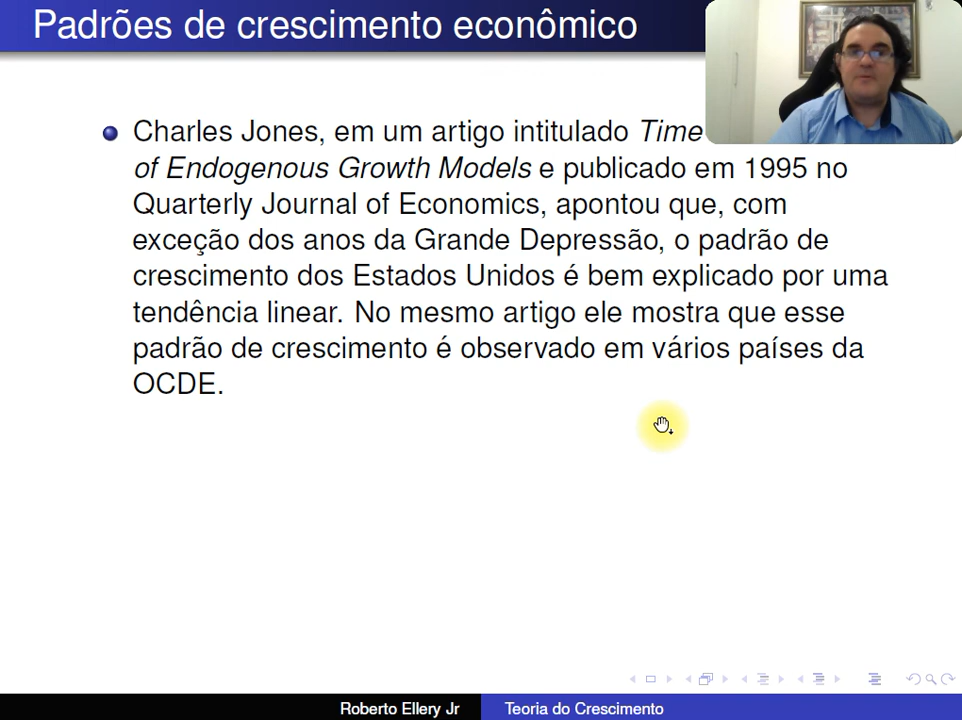 Padrões de crescimento econômico
Charles Jones, em um artigo intitulado Time
of Endogenous Growth Models e publicado em 1995 no
Quarterly Journal of Economics, apontou que, com
exceção dos anos da Grande Depressão, o padrão de
crescimento dos Estados Unidos é bem explicado por uma
tendência linear. No mesmo artigo ele mostra que esse
padrão de crescimento é observado em vários países da
OCDE.
Roberto Ellery Jr
Teoria do Crescimento